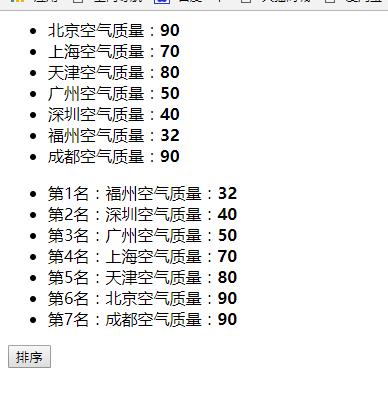 北京空气质量：90
上海空气质量：70
天津空气质量：80
广州空气质量：50
深圳空气质量：40
福州空气质量：32
成都空气质量：90
第1名：福州空气质量：32
第2名：深圳空气质量：40
第3名：广州空气质量：50
第4名：上海空气质量：70
第5名：天津空气质量：80
第6名：北京空气质量：90
第7名：成都空气质量：90
排序